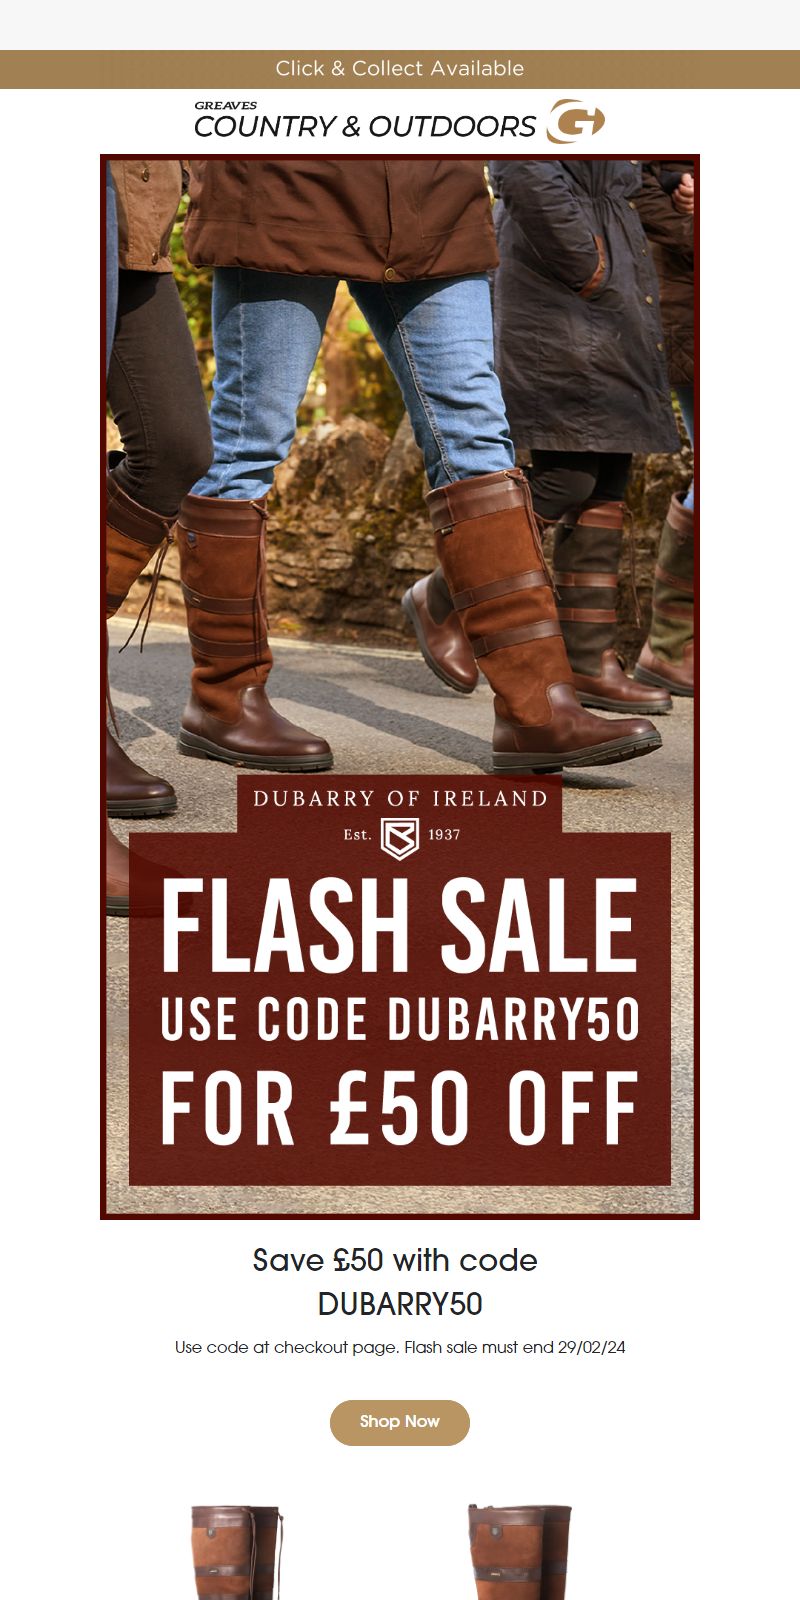 Click & Collect Available
GREAVES
COUNTRY & OUTDOORS
DUBARRY OF IRELAND
Est. 1937
FLASH SALE
USE CODE DUBARRY50
FOR £50 OFF
Save £50 with code
DUBARRY50
Use code at checkout page. Flash sale must end 29/02/24
Shop Now